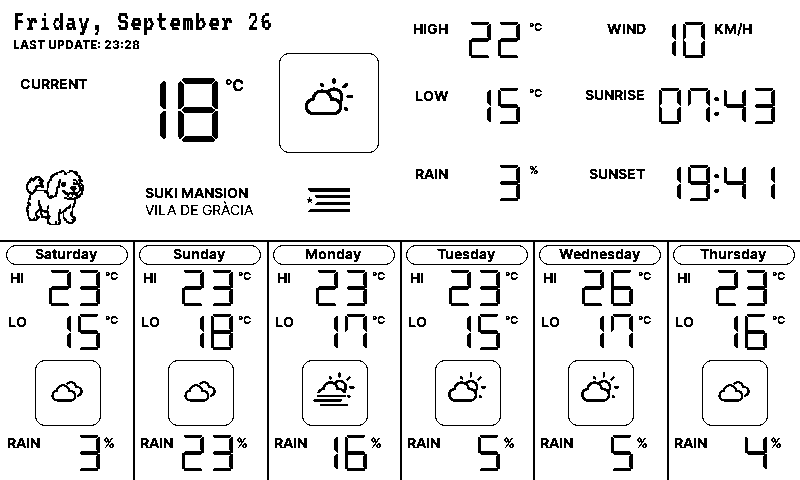 Friday, September 26
LAST UPDATE: 23:28
CURRENT 18 °C
HIGH 22 °C
LOW 15 °C
RAIN 3 %
WIND 10 KM/H
SUNRISE 07:43
SUNSET 19:41
SUKI MANSION
VILA DE GRÀCIA
Saturday
HI 23 °C
LO 15 °C
RAIN 3 %
Sunday
HI 23 °C
LO 18 °C
RAIN 23 %
Monday
HI 23 °C
LO 17 °C
RAIN 16 %
Tuesday
HI 23 °C
LO 15 °C
RAIN 5 %
Wednesday
HI 26 °C
LO 17 °C
RAIN 5 %
Thursday
HI 23 °C
LO 16 °C
RAIN 4 %